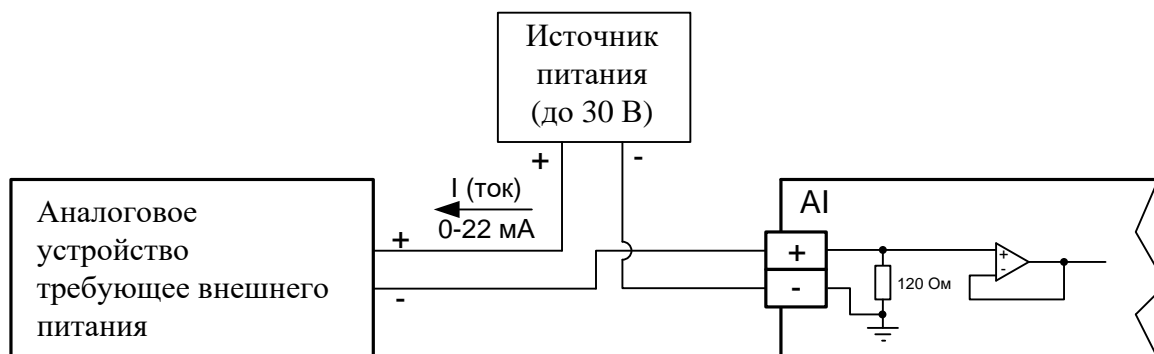 Источник
питания
(до 30 В)
+
-
I (ток)
0-22 мА
Аналоговое
устройство
требующее внешнего
питания
+
-
AI
+
-
120 Ом
+
-